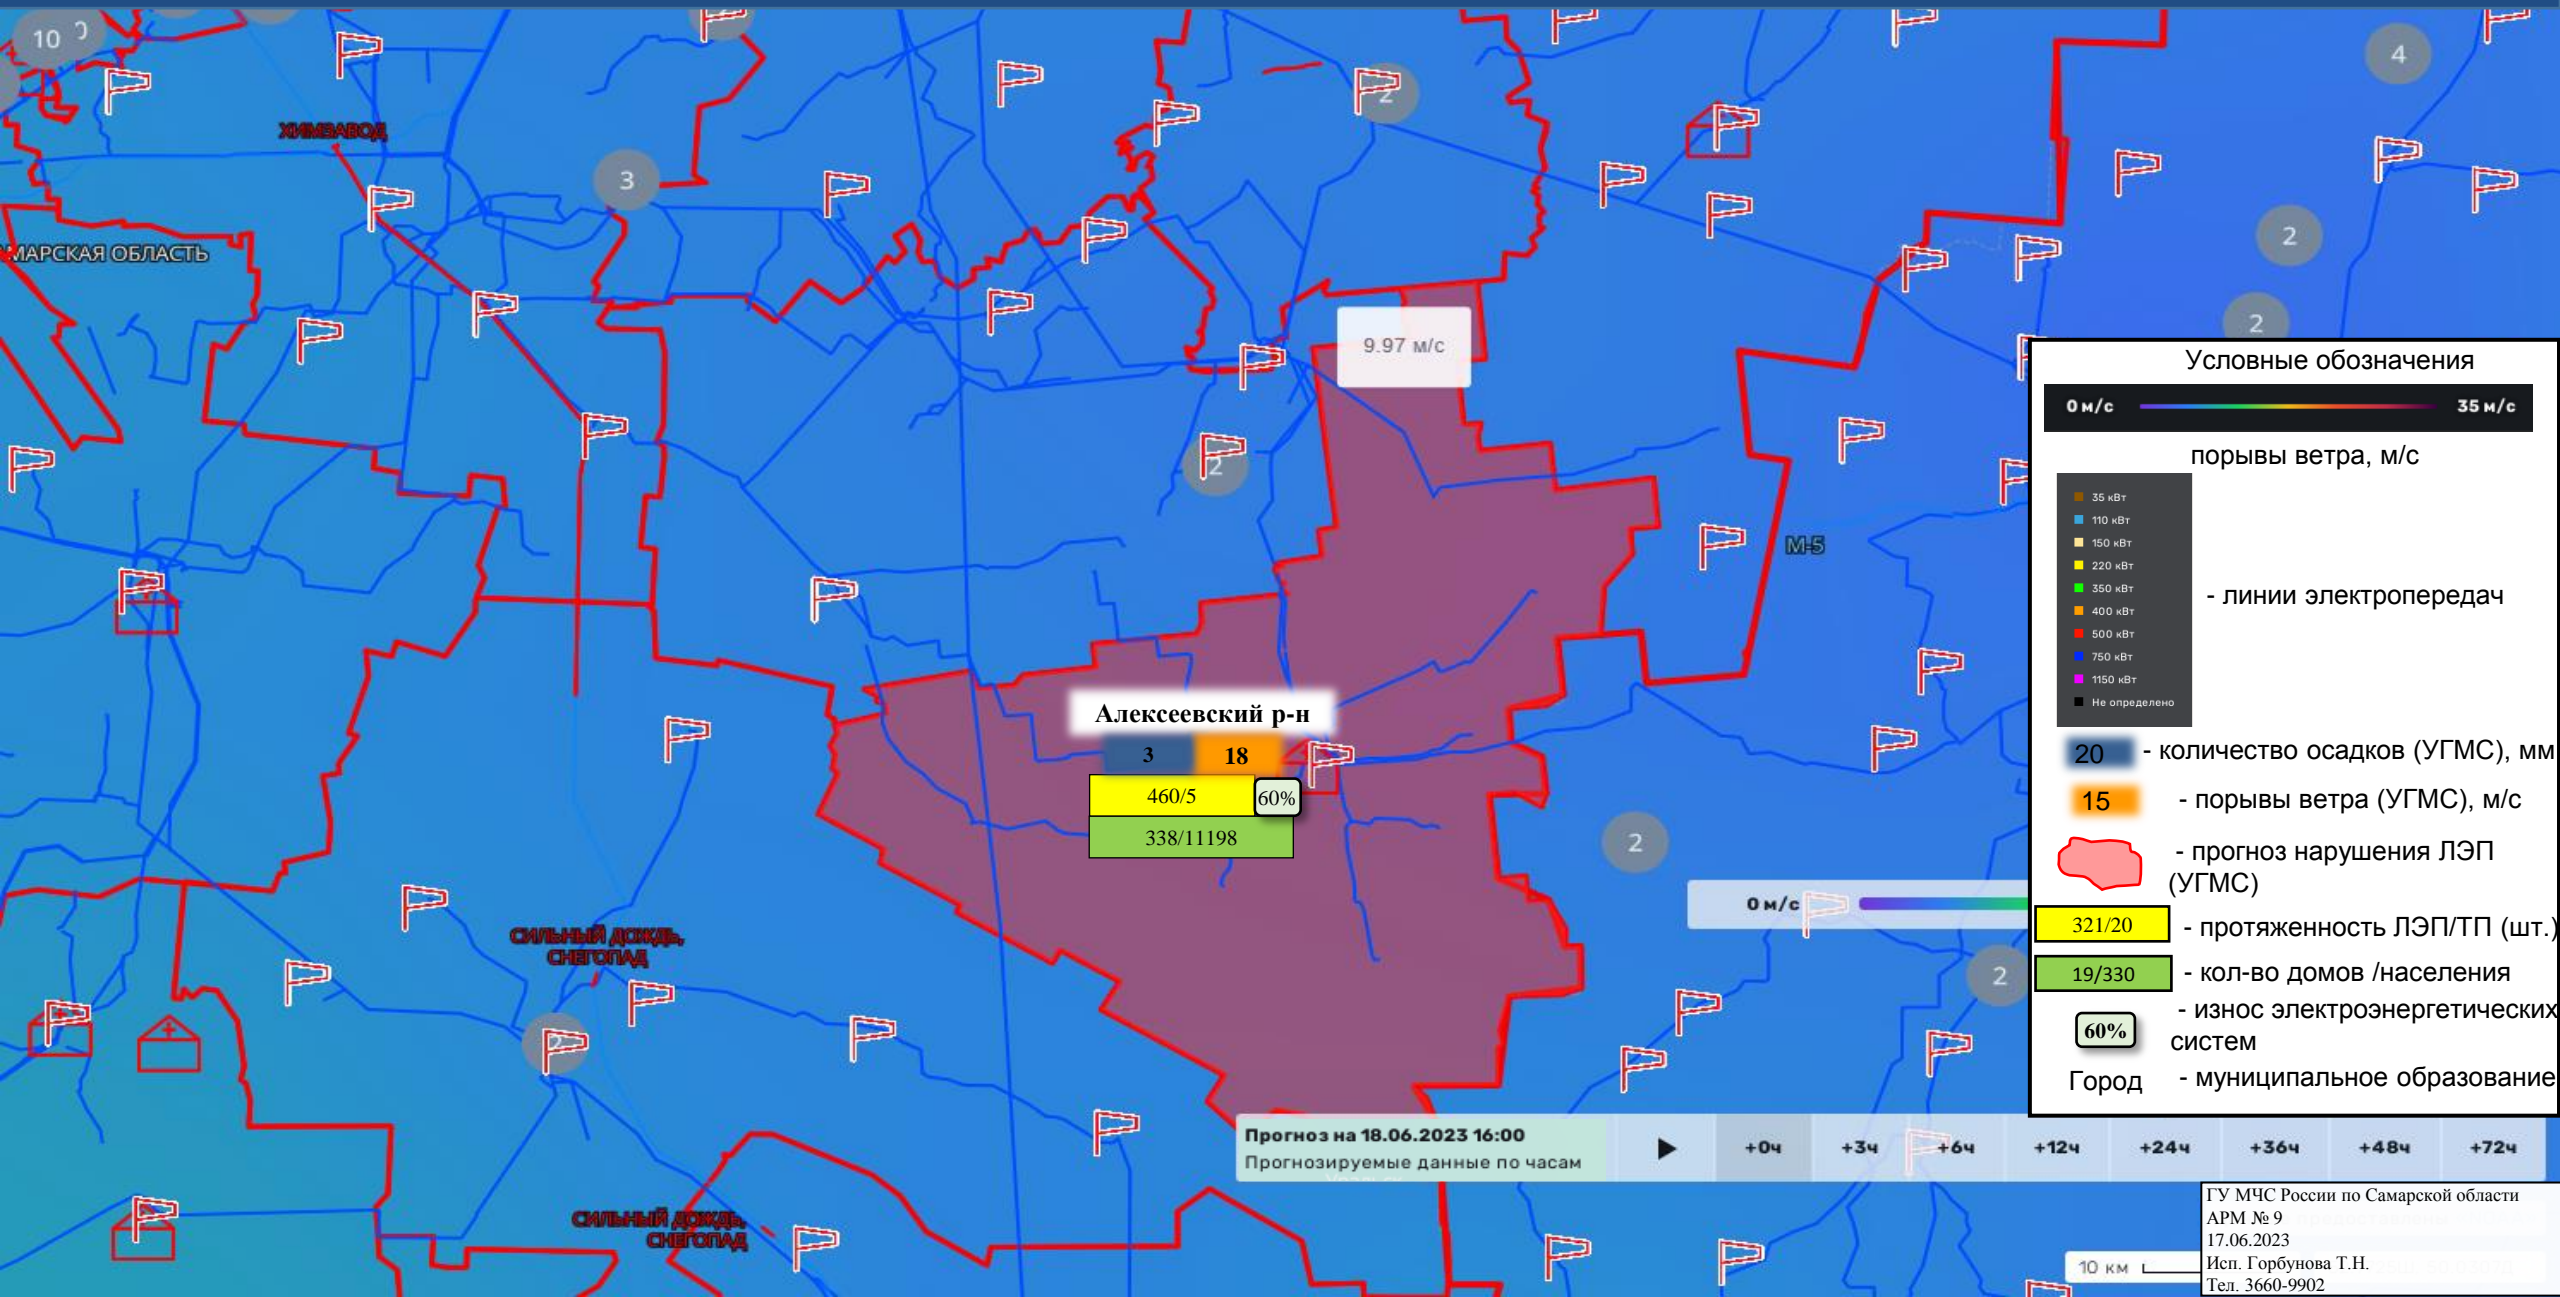 10
4
2
ХИМЗАВОД
3
МАРСКАЯ ОБЛАСТЬ
2
2
9.97 м/с
2
М-5
Алексеевский р-н
3 18
460/5 60%
338/11198
2
0 м/с
СИЛЬНЫЙ ДОЖДЬ,
СНЕГОПАД
2
2
Прогноз на 18.06.2023 16:00
Прогнозируемые данные по часам
+0ч +3ч +6ч +12ч +24ч +36ч +48ч +72ч
СИЛЬНЫЙ ДОЖДЬ,
СНЕГОПАД
10 км
Условные обозначения
0 м/с 35 м/с
порывы ветра, м/с
35 кВт
110 кВт
150 кВт
220 кВт
350 кВт
400 кВт
500 кВт
750 кВт
1150 кВт
Не определено
- линии электропередач
20 - количество осадков (УГМС), мм
15 - порывы ветра (УГМС), м/с
- прогноз нарушения ЛЭП
(УГМС)
321/20 - протяженность ЛЭП/ТП (шт.)
19/330 - кол-во домов /населения
60% - износ электроэнергетических
систем
Город - муниципальное образование
ГУ МЧС России по Самарской области
АРМ № 9
17.06.2023
Исп. Горбунова Т.Н.
Тел. 3660-9902